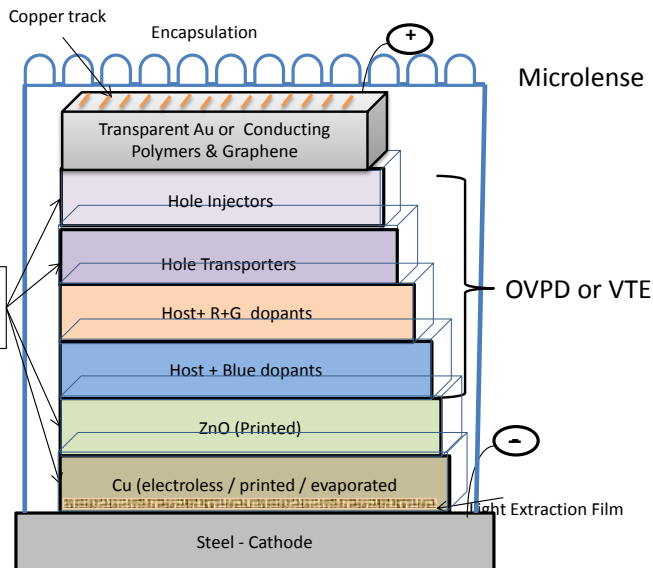 Copper track
Encapsulation
+
Microlense
Transparent Au or Conducting
Polymers & Graphene
Hole Injectors
Hole Transporters
OVPD or VTE
Host+ R+G dopants
Host + Blue dopants
ZnO (Printed)
-
Cu (electroless / printed / evaporated
ight Extraction Film
Steel - Cathode